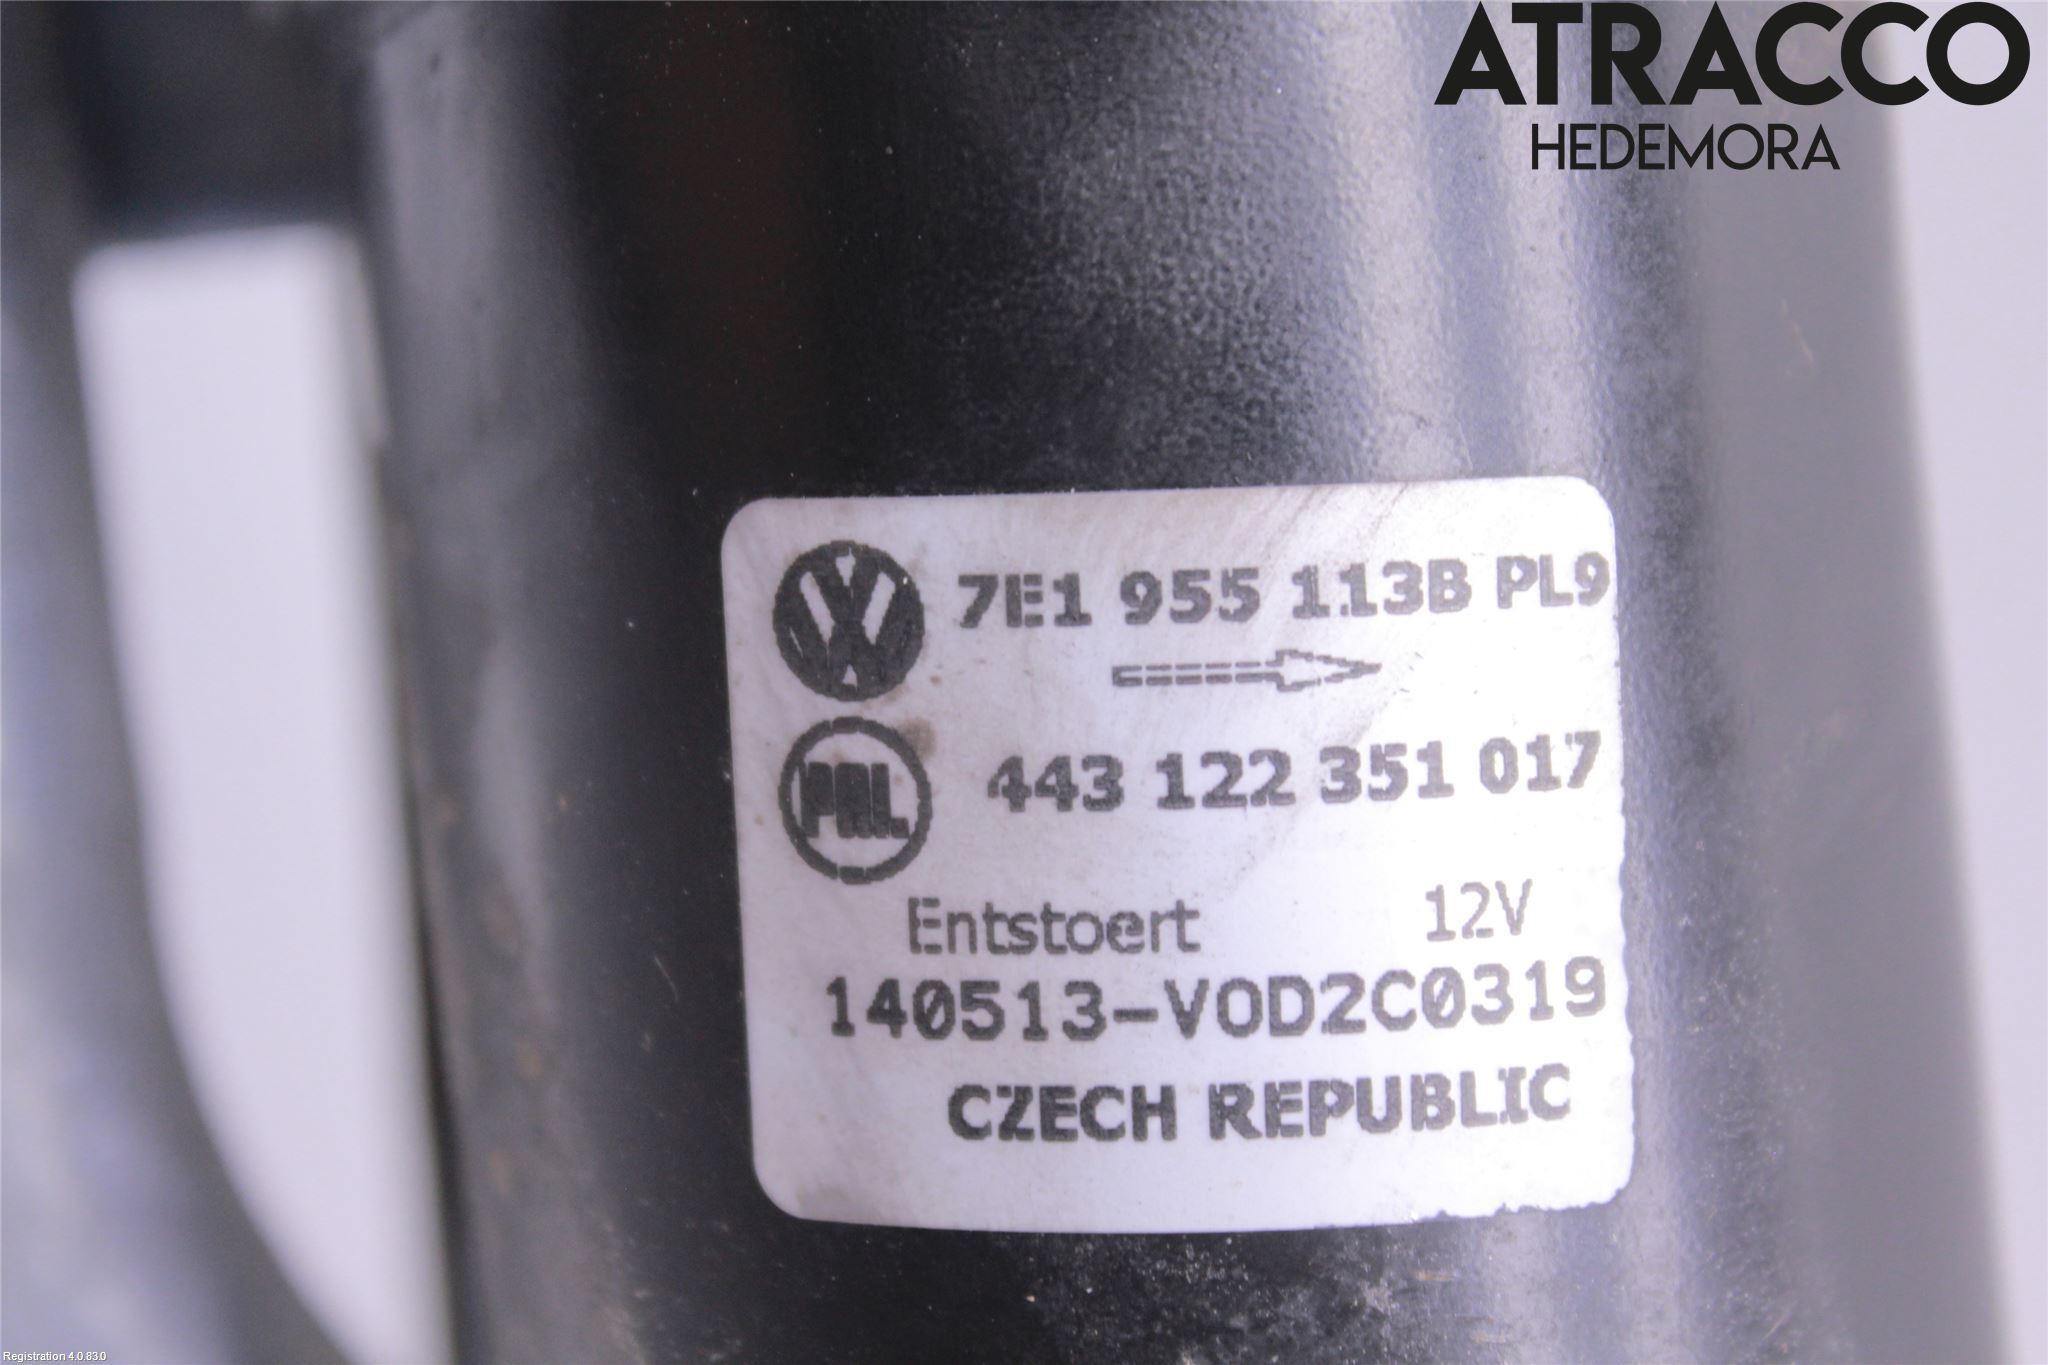 ATRACCO
HEDEMORA
7E1 955 113B PL9
443 122 351 017
PAL
Entstoert 12V
140513-VOD2C0319
CZECH REPUBLIC
Registration 4.0.83.0